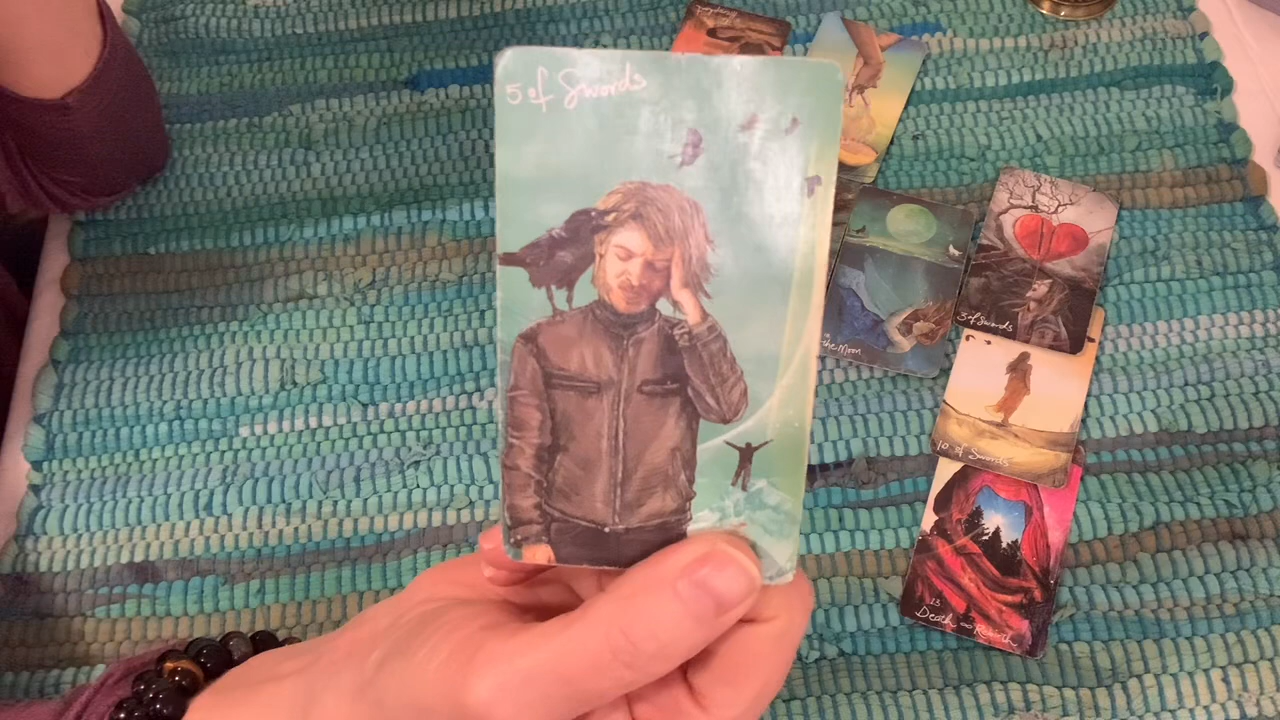 5 of Swords
the Moon
3 of Swords
10 of Swords
13
Death ∞ Rebirth